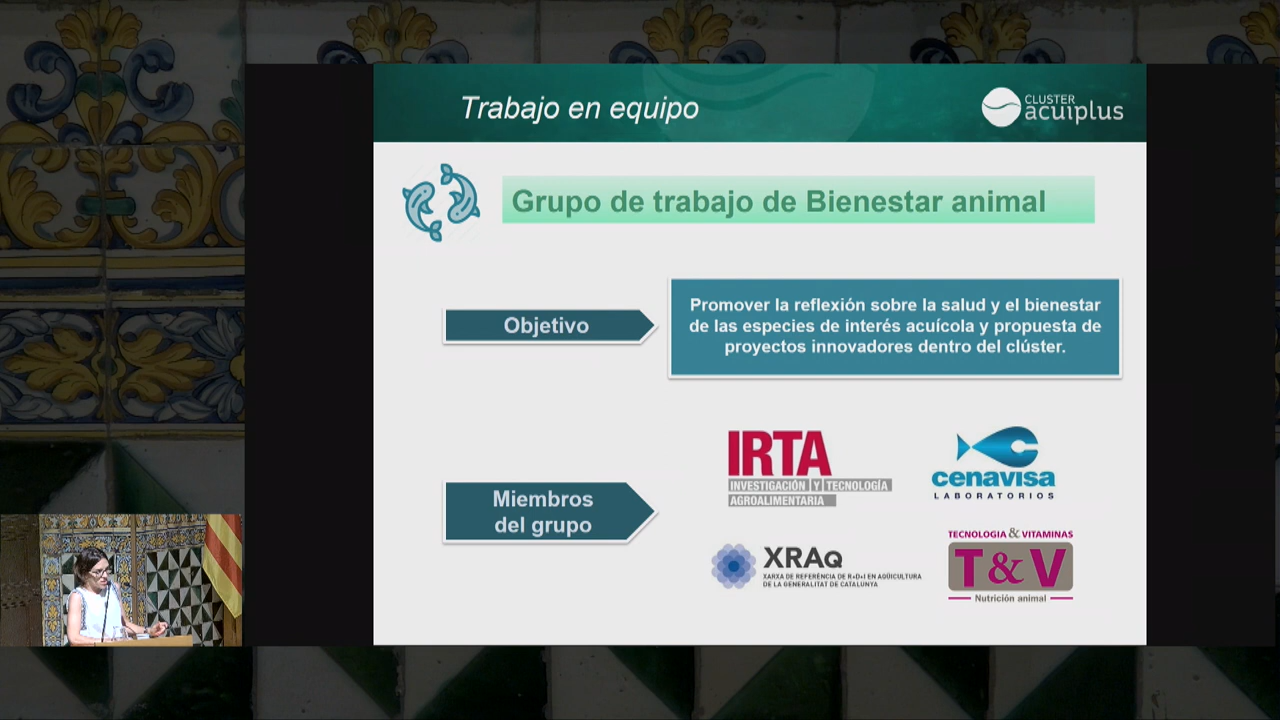 Trabajo en equipo
CLUSTER
acuiplus
Grupo de trabajo de Bienestar animal
Objetivo
Promover la reflexión sobre la salud y el bienestar
de las especies de interés acuícola y propuesta de
proyectos innovadores dentro del clúster.
Miembros
del grupo
IRTA
INVESTIGACIÓN Y TECNOLOGÍA
AGROALIMENTARIA
cenavisa
LABORATORIOS
XRAq
XARXA DE REFERÈNCIA DE R+D+I EN AQÜICULTURA
DE LA GENERALITAT DE CATALUNYA
TECNOLOGIA & VITAMINAS
T&V
Nutrición animal